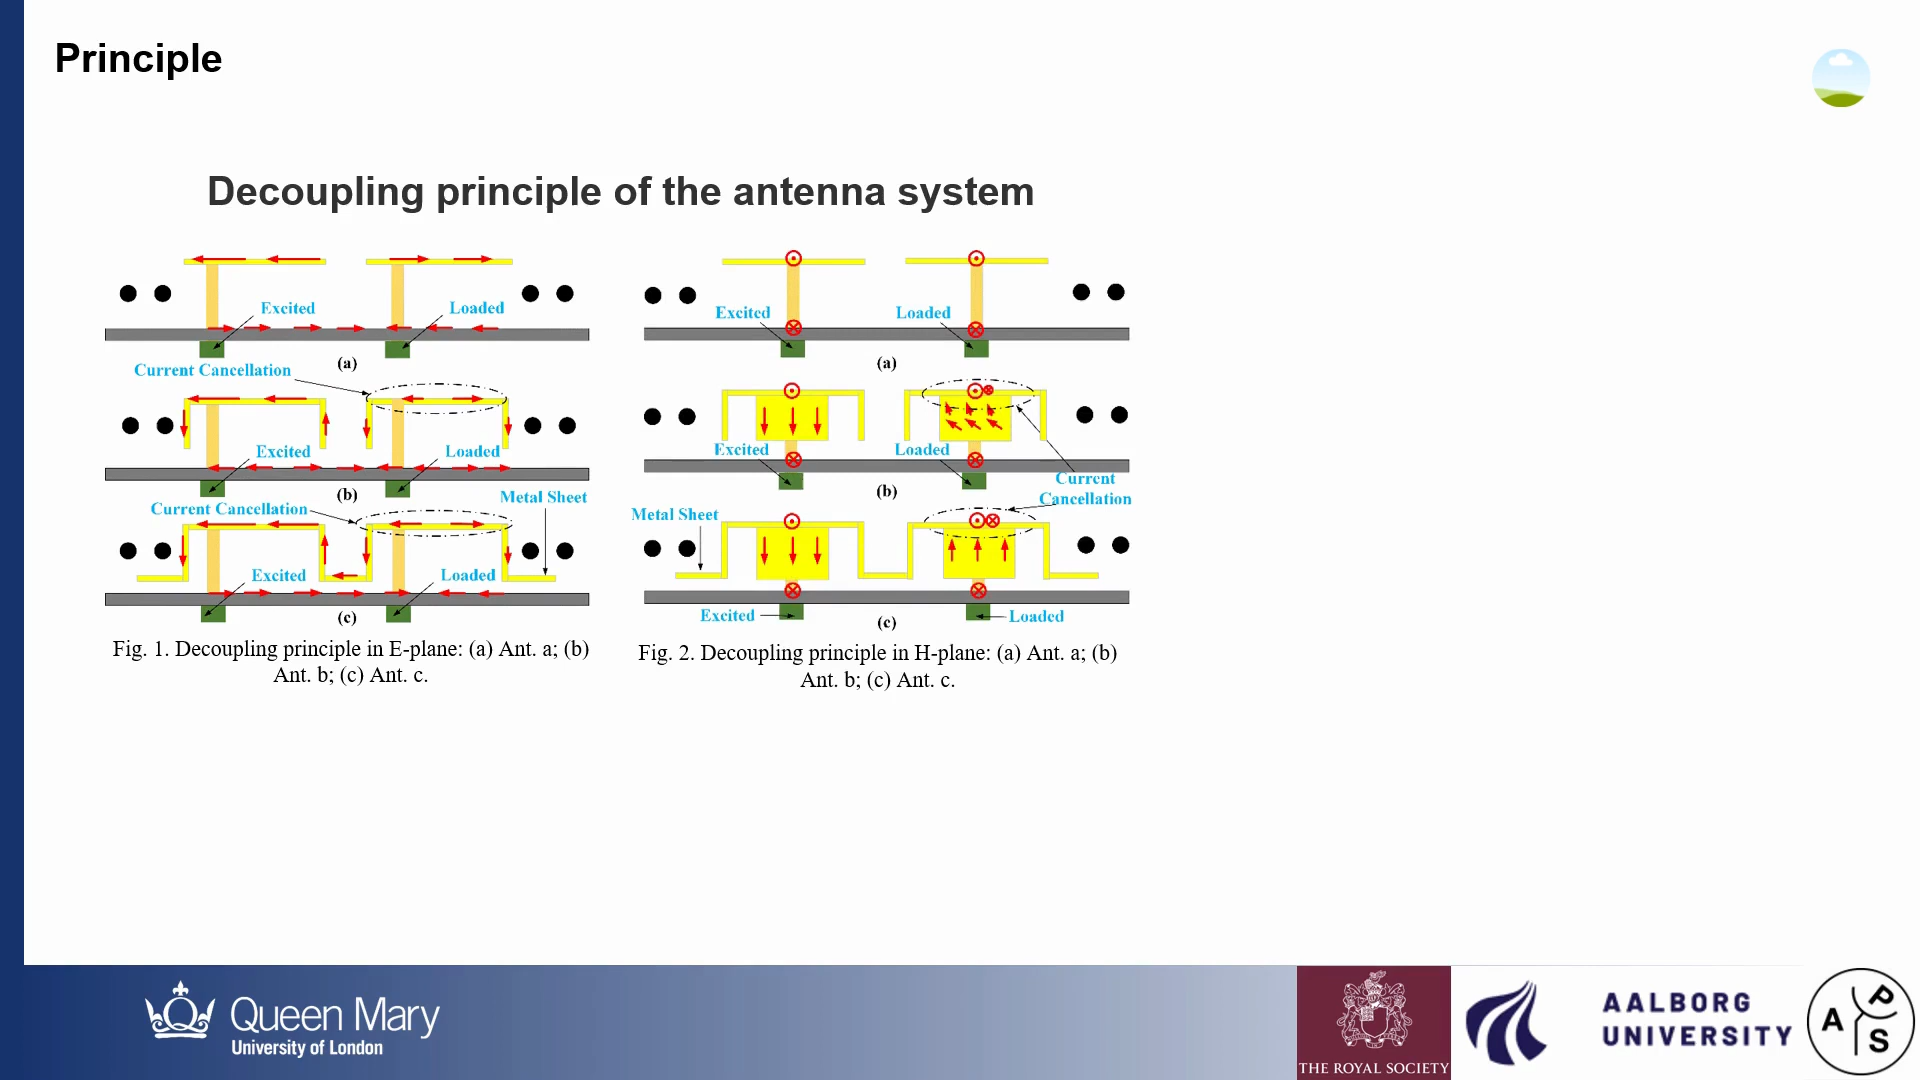 Principle
Decoupling principle of the antenna system
Excited
Loaded
(a)
Current Cancellation
Excited
Loaded
(b)
Metal Sheet
Current Cancellation
Excited
Loaded
(c)
Fig. 1. Decoupling principle in E-plane: (a) Ant. a; (b)
Ant. b; (c) Ant. c.
Excited
Loaded
(a)
Excited
Loaded
Current
Cancellation
(b)
Metal Sheet
Excited
Loaded
(c)
Fig. 2. Decoupling principle in H-plane: (a) Ant. a; (b)
Ant. b; (c) Ant. c.
Queen Mary
University of London
THE ROYAL SOCIETY
AALBORG
UNIVERSITY
A P S